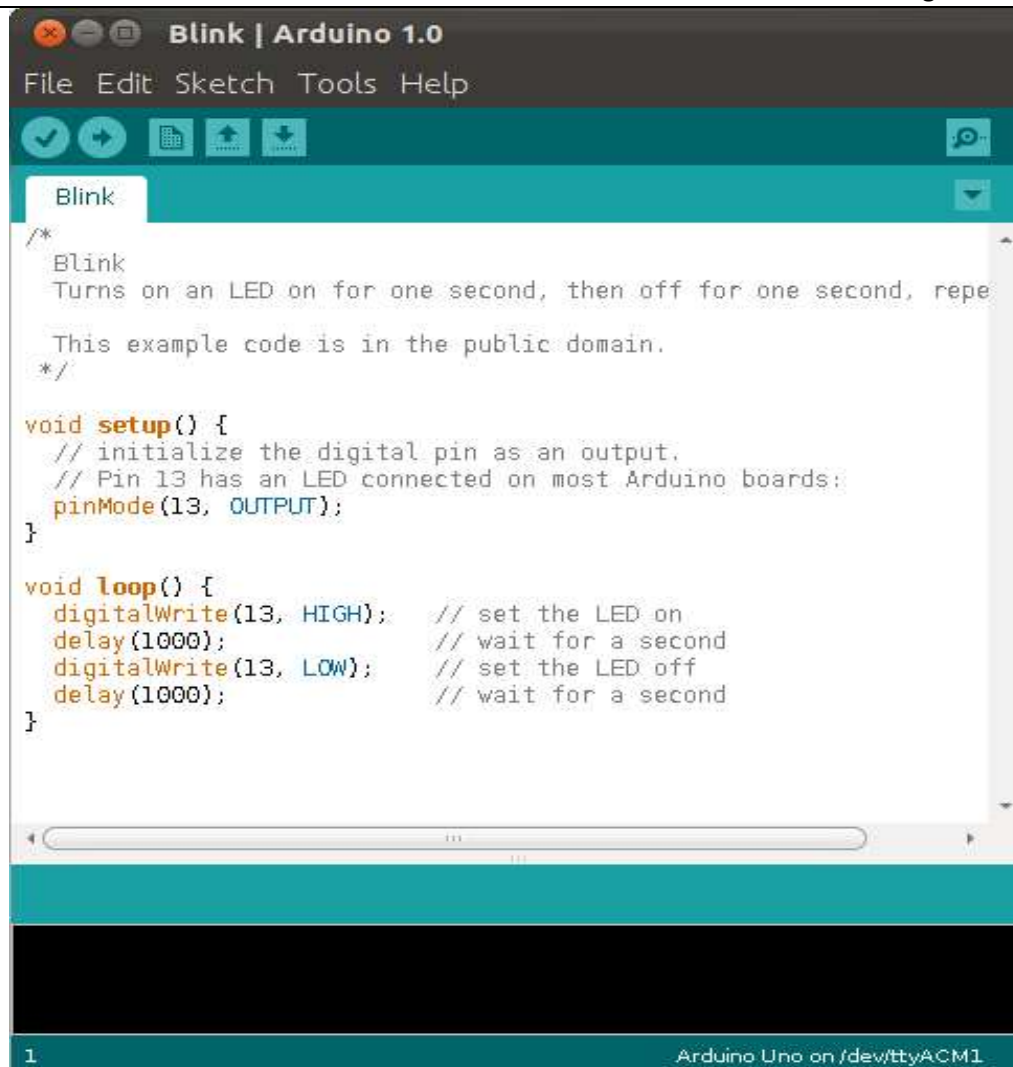 Blink | Arduino 1.0
File Edit Sketch Tools Help
Blink
/*
  Blink
  Turns on an LED on for one second, then off for one second, repe

  This example code is in the public domain.
 */

void setup() {
  // initialize the digital pin as an output.
  // Pin 13 has an LED connected on most Arduino boards:
  pinMode(13, OUTPUT);
}

void loop() {
  digitalWrite(13, HIGH);   // set the LED on
  delay(1000);              // wait for a second
  digitalWrite(13, LOW);    // set the LED off
  delay(1000);              // wait for a second
}
1 Arduino Uno on /dev/ttyACM1